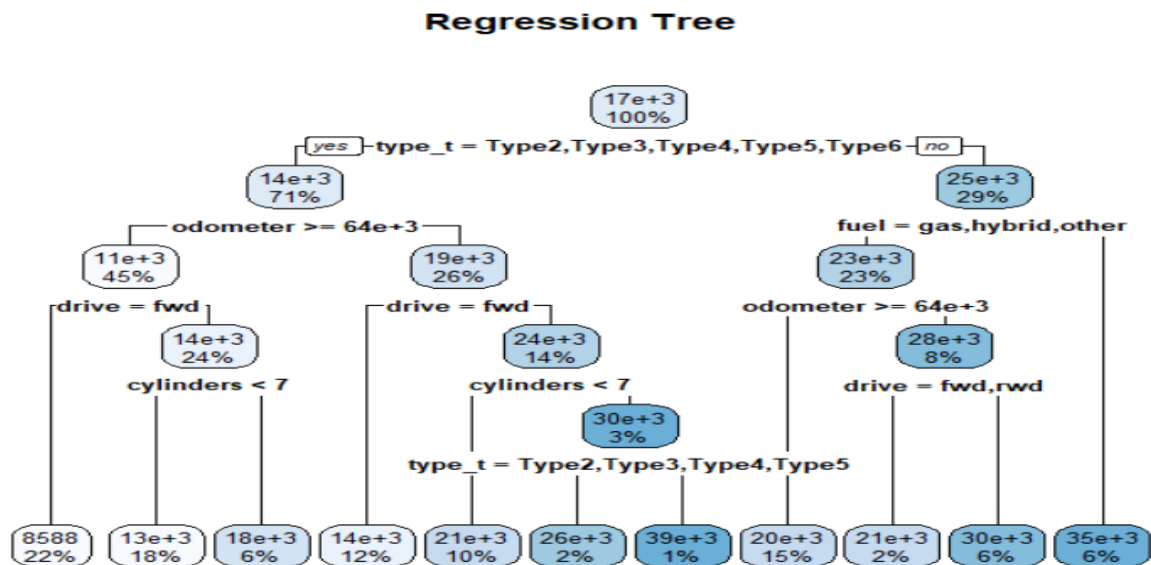 Regression Tree
17e+3
100%
yes type_t = Type2,Type3,Type4,Type5,Type6 no
14e+3
71%
25e+3
29%
odometer >= 64e+3
fuel = gas,hybrid,other
11e+3
45%
19e+3
26%
23e+3
23%
drive = fwd
drive = fwd
odometer >= 64e+3
14e+3
24%
24e+3
14%
28e+3
8%
cylinders < 7
cylinders < 7
drive = fwd,rwd
30e+3
3%
type_t = Type2,Type3,Type4,Type5
8588
22%
13e+3
18%
18e+3
6%
14e+3
12%
21e+3
10%
26e+3
2%
39e+3
1%
20e+3
15%
21e+3
2%
30e+3
6%
35e+3
6%